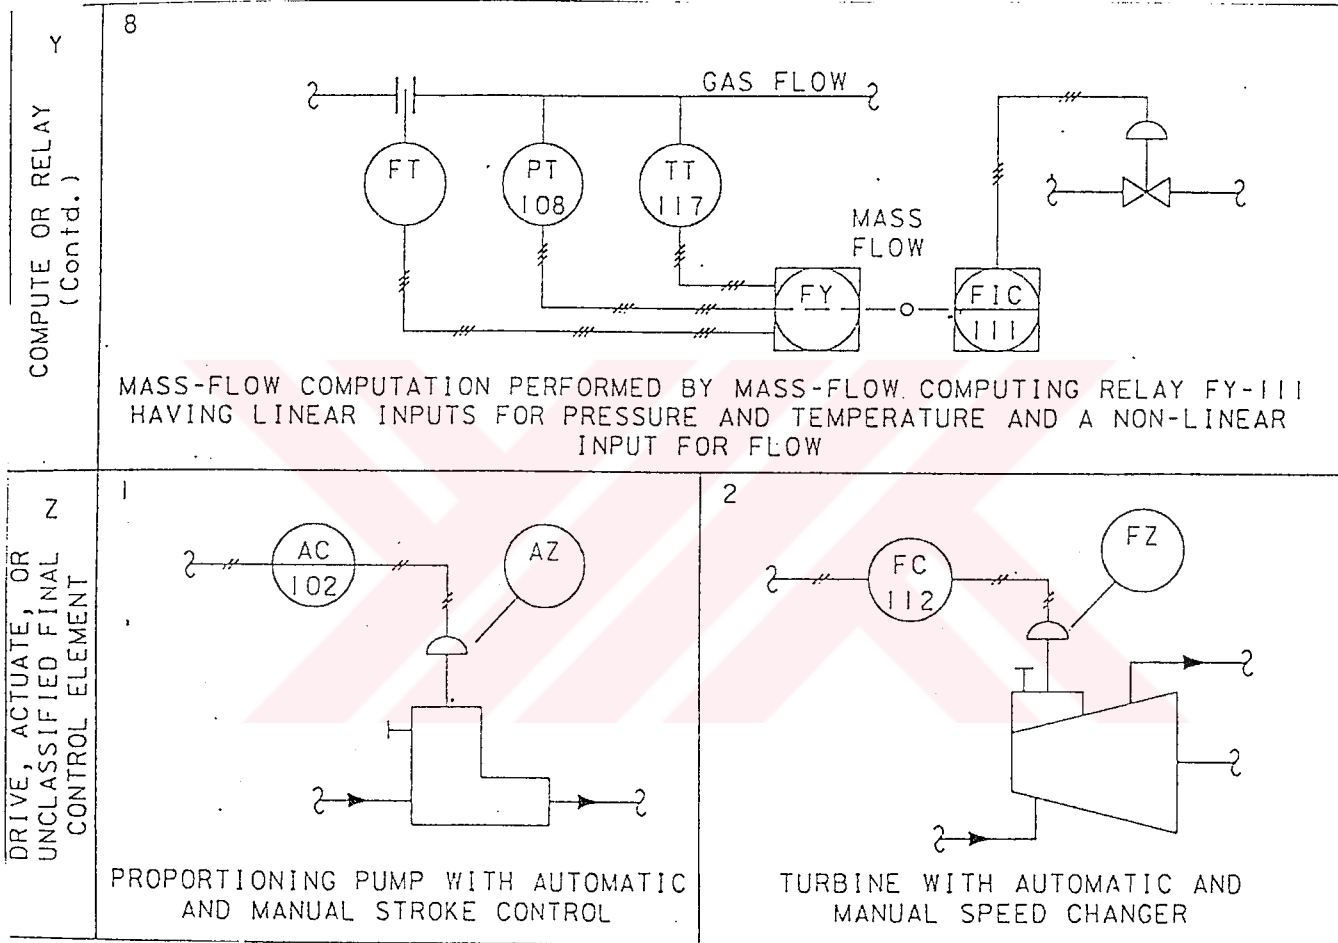 Y
COMPUTE OR RELAY
(Contd.)
8
GAS FLOW
FT
PT
108
TT
117
MASS
FLOW
FY
FIC
111
MASS-FLOW COMPUTATION PERFORMED BY MASS-FLOW COMPUTING RELAY FY-111
HAVING LINEAR INPUTS FOR PRESSURE AND TEMPERATURE AND A NON-LINEAR
INPUT FOR FLOW
Z
DRIVE, ACTUATE, OR
UNCLASSIFIED FINAL
CONTROL ELEMENT
1
AC
102
AZ
PROPORTIONING PUMP WITH AUTOMATIC
AND MANUAL STROKE CONTROL
2
FC
112
FZ
TURBINE WITH AUTOMATIC AND
MANUAL SPEED CHANGER